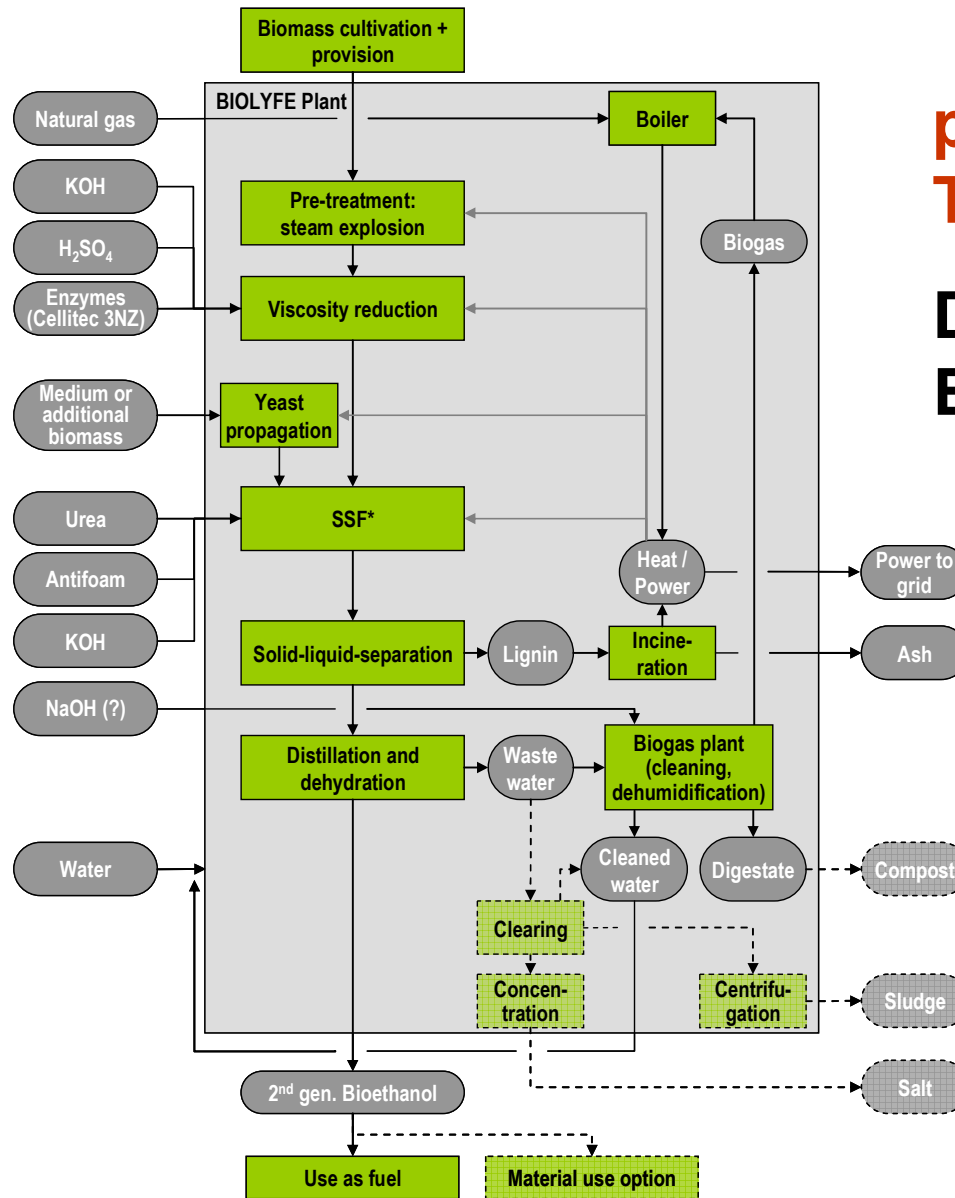 Biomass cultivation +
provision
BIOLYFE Plant
Natural gas
Boiler
KOH
Pre-treatment:
steam explosion
H₂SO₄
Biogas
Enzymes
(Cellitec 3NZ)
Viscosity reduction
Medium or
additional
biomass
Yeast
propagation
Urea
SSF*
Antifoam
Heat /
Power
Power to
grid
KOH
Solid-liquid-separation
Lignin
Incine-
ration
Ash
NaOH (?)
Distillation and
dehydration
Waste
water
Biogas plant
(cleaning,
dehumidification)
Water
Cleaned
water
Digestate
Compost
Clearing
Concen-
tration
Centrifu-
gation
Sludge
2nd gen. Bioethanol
Salt
Use as fuel
Material use option